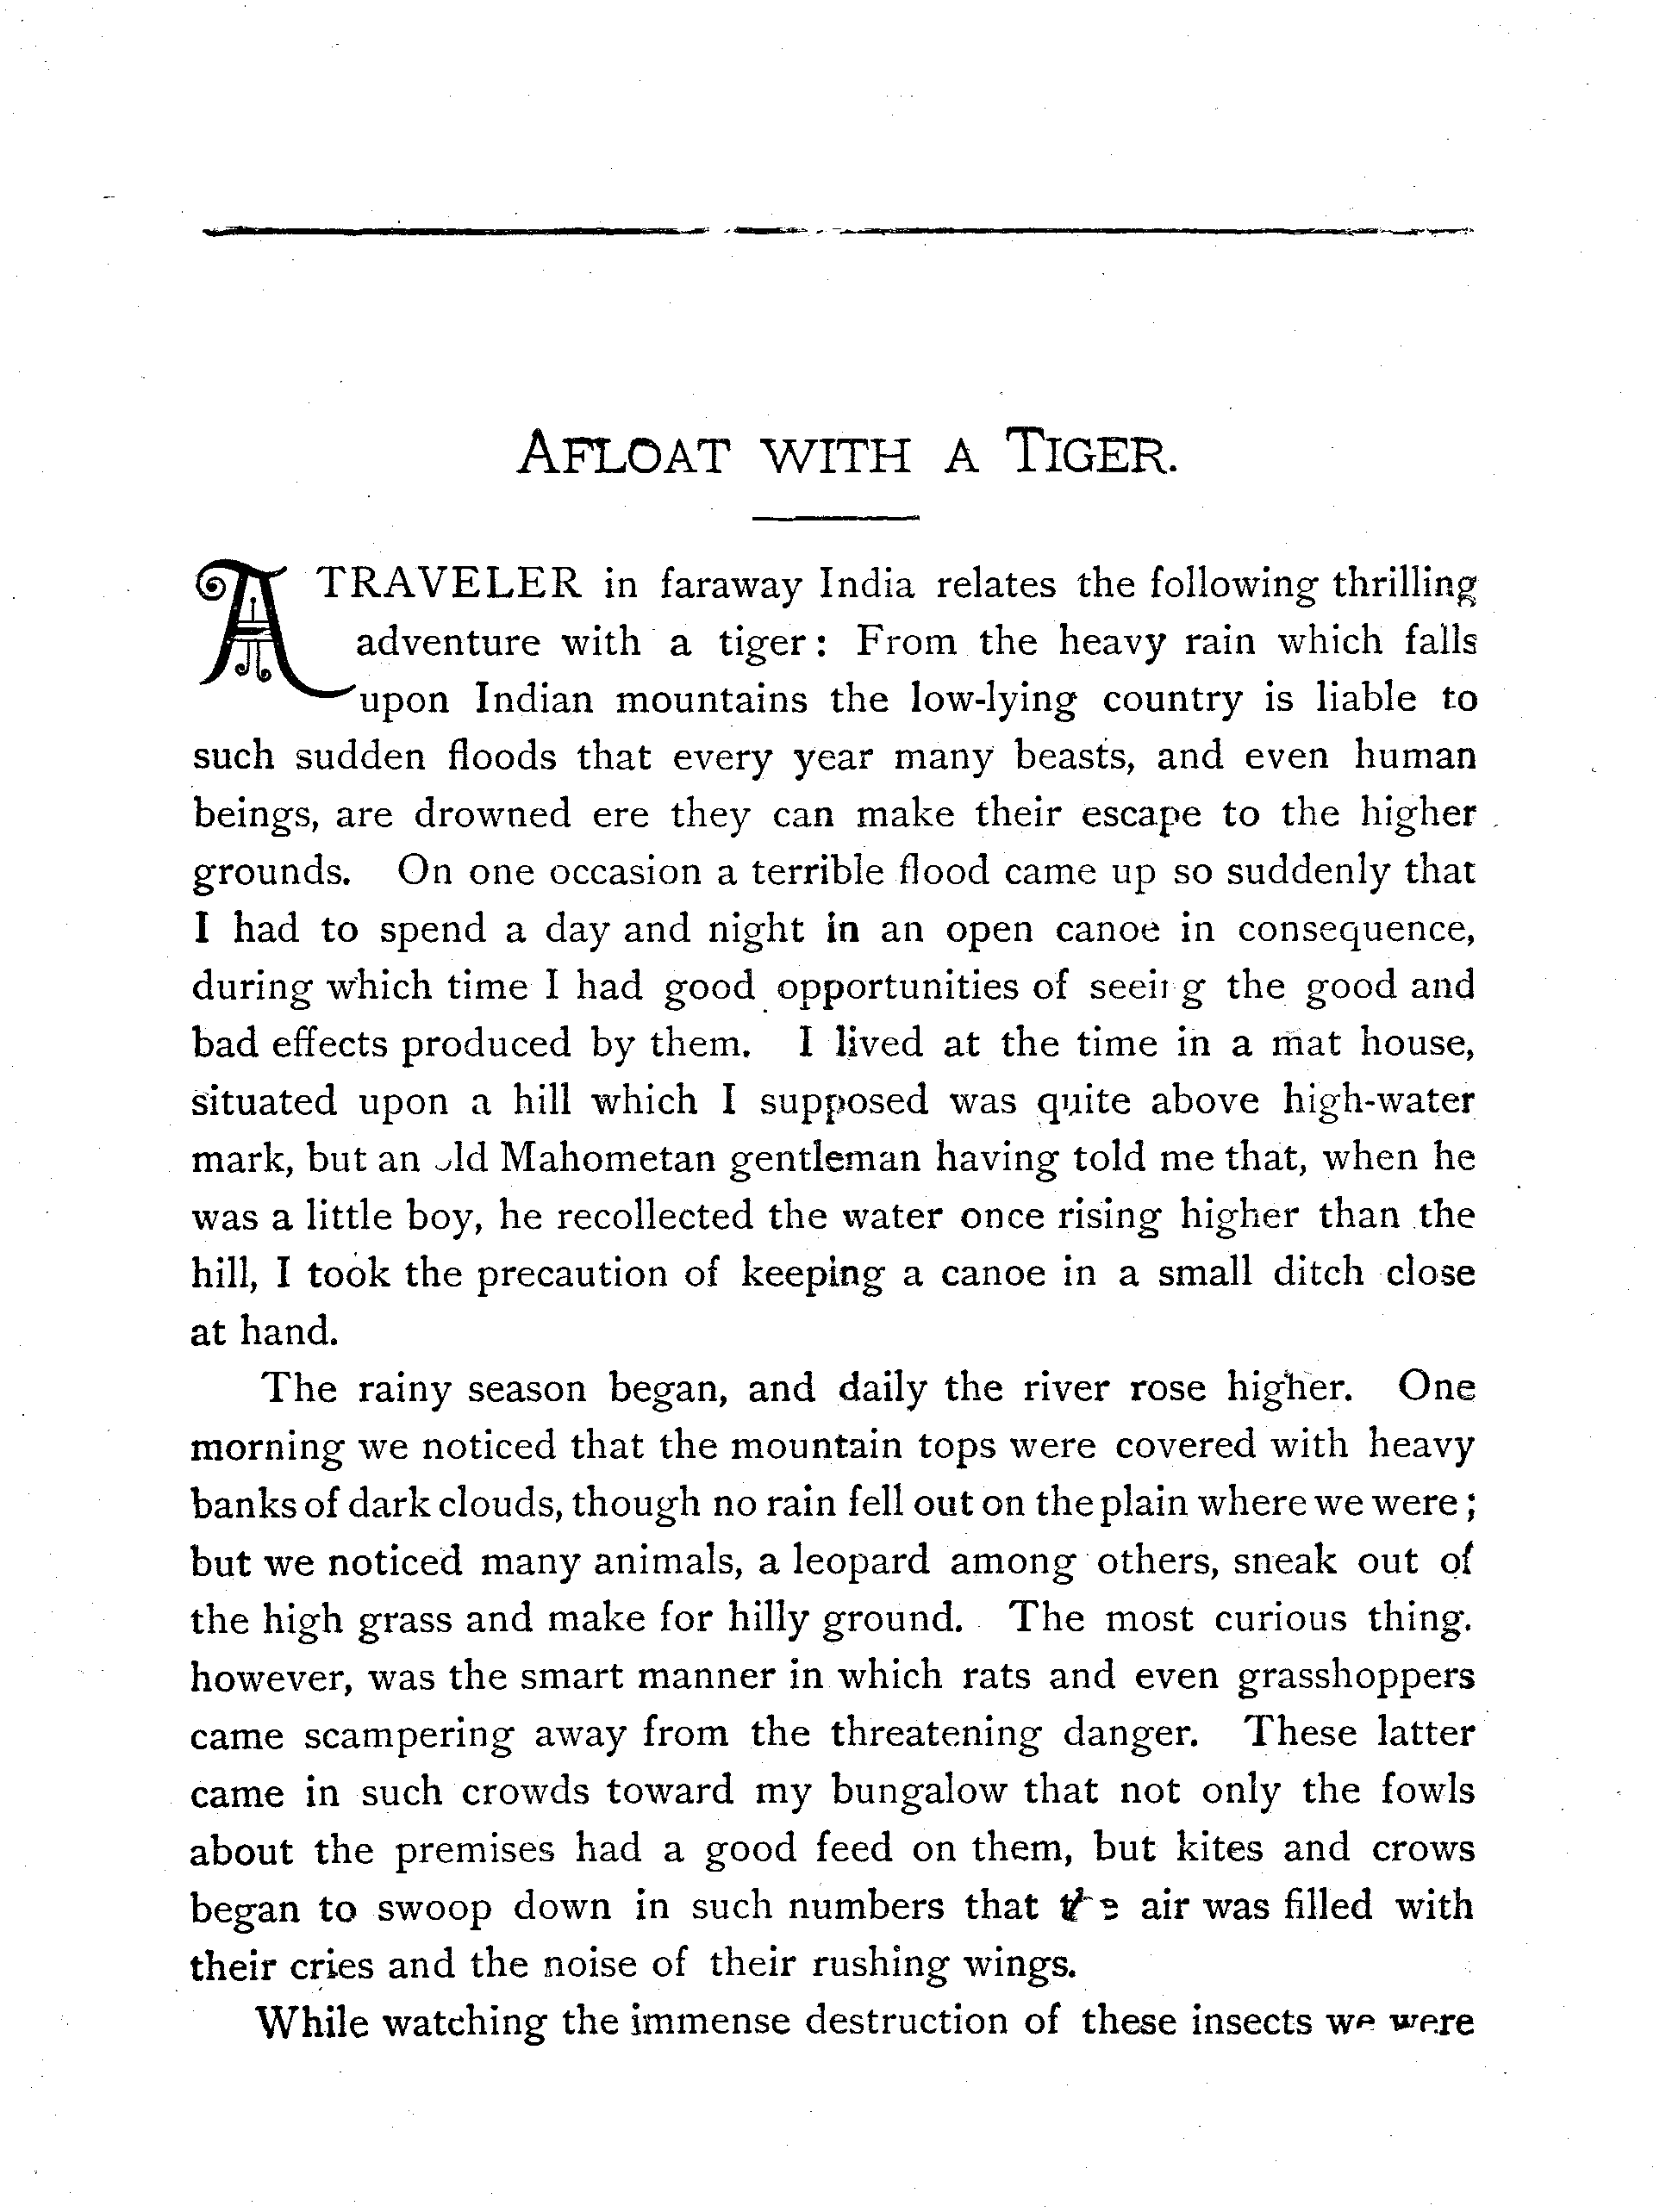 AFLOAT WITH A TIGER.
A TRAVELER in faraway India relates the following thrilling
adventure with a tiger: From the heavy rain which falls
upon Indian mountains the low-lying country is liable to
such sudden floods that every year many beasts, and even human
beings, are drowned ere they can make their escape to the higher
grounds. On one occasion a terrible flood came up so suddenly that
I had to spend a day and night in an open canoe in consequence,
during which time I had good opportunities of seeing the good and
bad effects produced by them. I lived at the time in a mat house,
situated upon a hill which I supposed was quite above high-water
mark, but an old Mahometan gentleman having told me that, when he
was a little boy, he recollected the water once rising higher than the
hill, I took the precaution of keeping a canoe in a small ditch close
at hand.
The rainy season began, and daily the river rose higher. One
morning we noticed that the mountain tops were covered with heavy
banks of dark clouds, though no rain fell out on the plain where we were;
but we noticed many animals, a leopard among others, sneak out of
the high grass and make for hilly ground. The most curious thing.
however, was the smart manner in which rats and even grasshoppers
came scampering away from the threatening danger. These latter
came in such crowds toward my bungalow that not only the fowls
about the premises had a good feed on them, but kites and crows
began to swoop down in such numbers that the air was filled with
their cries and the noise of their rushing wings.
While watching the immense destruction of these insects we were